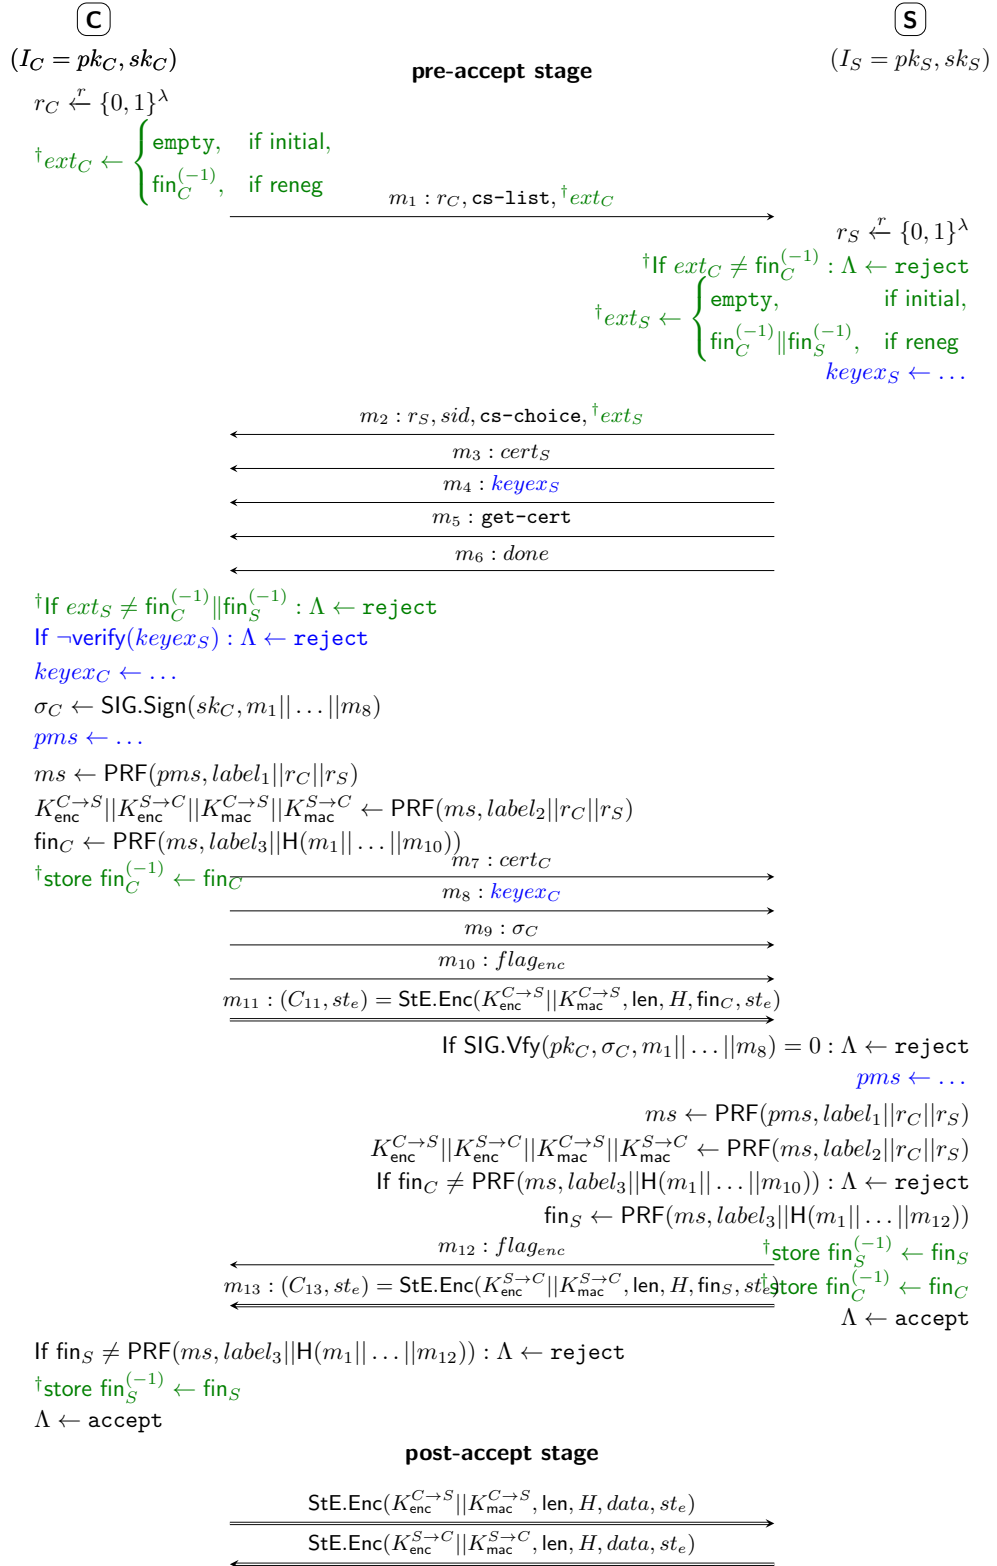 C S
(I_C = pk_C, sk_C) (I_S = pk_S, sk_S)
pre-accept stage
r_C ←^r {0, 1}^λ
†ext_C ← { empty, if initial,
fin_C^(-1), if reneg
m_1 : r_C, cs-list, †ext_C
r_S ←^r {0, 1}^λ
†If ext_C ≠ fin_C^(-1) : Λ ← reject
†ext_S ← { empty, if initial,
fin_C^(-1)‖fin_S^(-1), if reneg
keyex_S ← ...
m_2 : r_S, sid, cs-choice, †ext_S
m_3 : cert_S
m_4 : keyex_S
m_5 : get-cert
m_6 : done
†If ext_S ≠ fin_C^(-1)‖fin_S^(-1) : Λ ← reject
If ¬verify(keyex_S) : Λ ← reject
keyex_C ← ...
σ_C ← SIG.Sign(sk_C, m_1||...||m_8)
pms ← ...
ms ← PRF(pms, label_1||r_C||r_S)
K_enc^{C→S}||K_enc^{S→C}||K_mac^{C→S}||K_mac^{S→C} ← PRF(ms, label_2||r_C||r_S)
fin_C ← PRF(ms, label_3||H(m_1||...||m_10))
m_7 : cert_C
†store fin_C^(-1) ← fin_C
m_8 : keyex_C
m_9 : σ_C
m_10 : flag_enc
m_11 : (C_11, st_e) = StE.Enc(K_enc^{C→S}||K_mac^{C→S}, len, H, fin_C, st_e)
If SIG.Vfy(pk_C, σ_C, m_1||...||m_8) = 0 : Λ ← reject
pms ← ...
ms ← PRF(pms, label_1||r_C||r_S)
K_enc^{C→S}||K_enc^{S→C}||K_mac^{C→S}||K_mac^{S→C} ← PRF(ms, label_2||r_C||r_S)
If fin_C ≠ PRF(ms, label_3||H(m_1||...||m_10)) : Λ ← reject
fin_S ← PRF(ms, label_3||H(m_1||...||m_12))
m_12 : flag_enc
†store fin_S^(-1) ← fin_S
m_13 : (C_13, st_e) = StE.Enc(K_enc^{S→C}||K_mac^{S→C}, len, H, fin_S, st_e)
†store fin_C^(-1) ← fin_C
Λ ← accept
If fin_S ≠ PRF(ms, label_3||H(m_1||...||m_12)) : Λ ← reject
†store fin_S^(-1) ← fin_S
Λ ← accept
post-accept stage
StE.Enc(K_enc^{C→S}||K_mac^{C→S}, len, H, data, st_e)
StE.Enc(K_enc^{S→C}||K_mac^{S→C}, len, H, data, st_e)